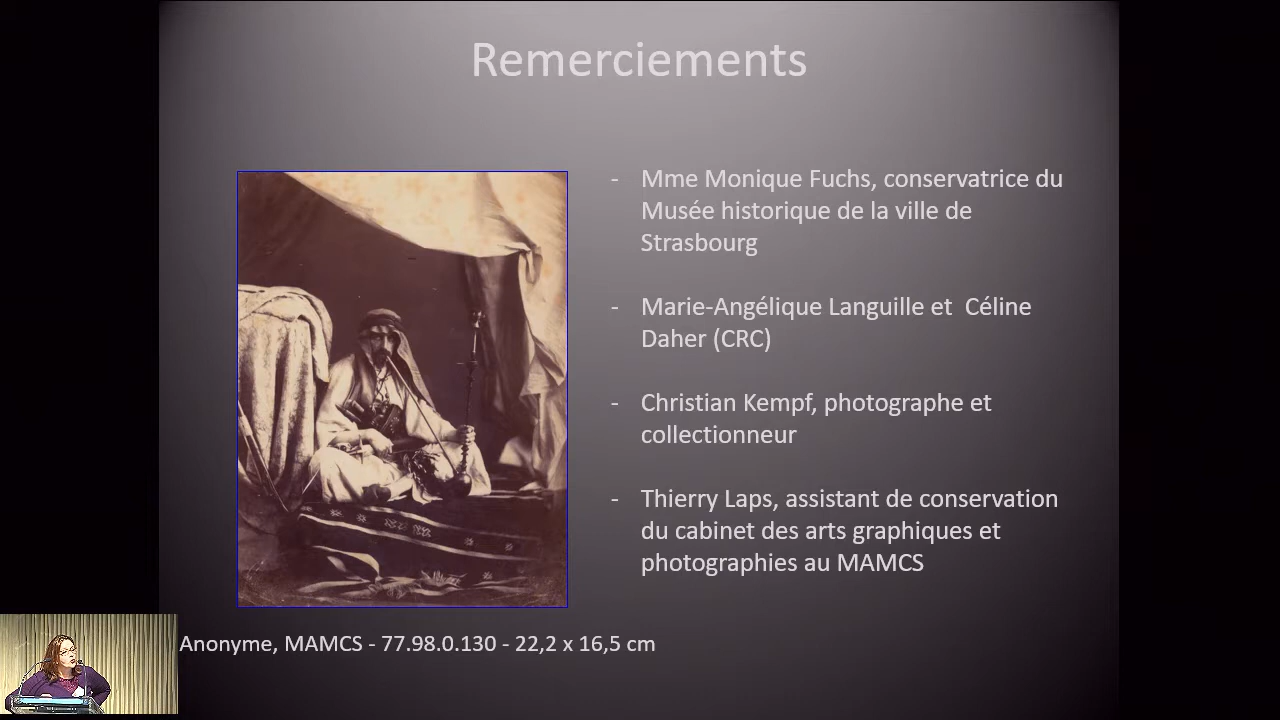 Remerciements
- Mme Monique Fuchs, conservatrice du
Musée historique de la ville de
Strasbourg
- Marie-Angélique Languille et  Céline
Daher (CRC)
- Christian Kempf, photographe et
collectionneur
- Thierry Laps, assistant de conservation
du cabinet des arts graphiques et
photographies au MAMCS
Anonyme, MAMCS - 77.98.0.130 - 22,2 x 16,5 cm